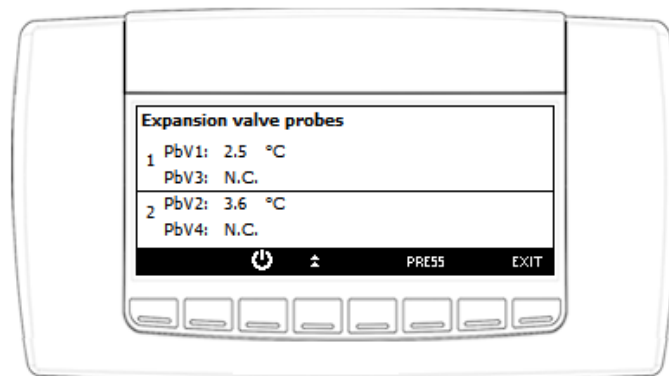 Expansion valve probes
1 PbV1: 2.5 °C
PbV3: N.C.
2 PbV2: 3.6 °C
PbV4: N.C.
PRESS EXIT